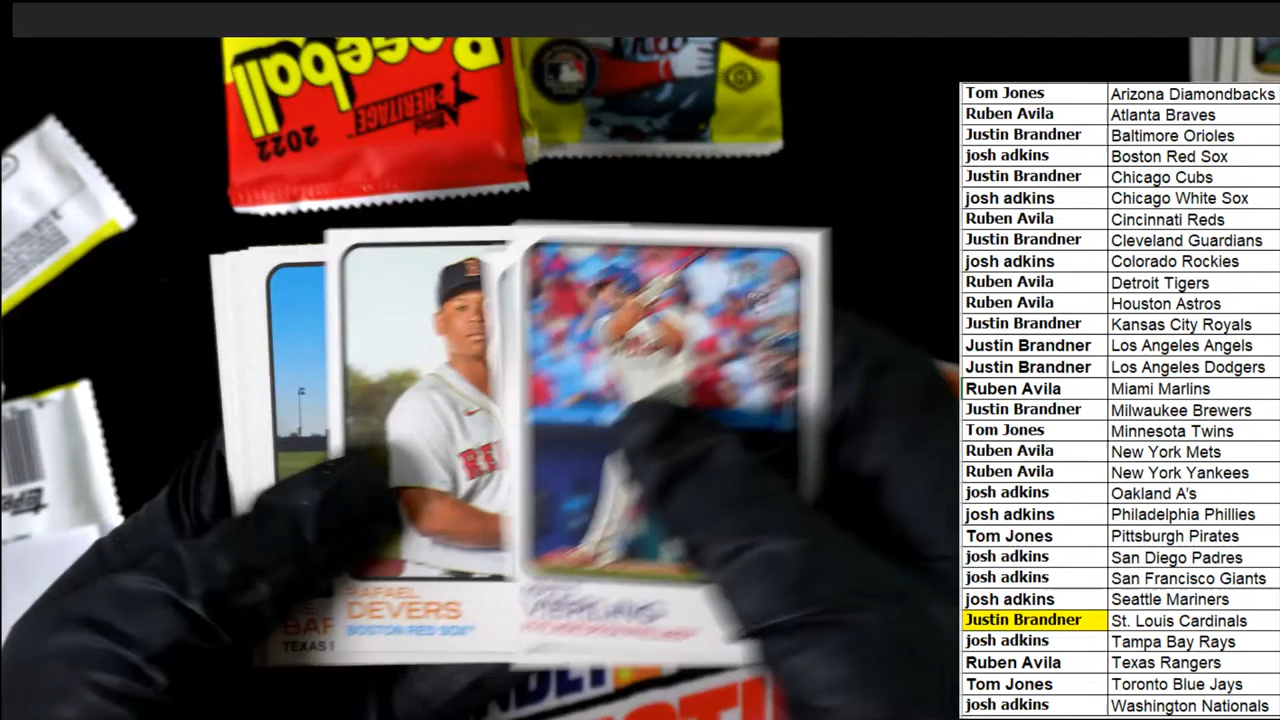 Baseball
HERITAGE
2022
RAFAEL
DEVERS
BOSTON RED SOX
TEXAS
Tom Jones Arizona Diamondbacks
Ruben Avila Atlanta Braves
Justin Brandner Baltimore Orioles
josh adkins Boston Red Sox
Justin Brandner Chicago Cubs
josh adkins Chicago White Sox
Ruben Avila Cincinnati Reds
Justin Brandner Cleveland Guardians
josh adkins Colorado Rockies
Ruben Avila Detroit Tigers
Ruben Avila Houston Astros
Justin Brandner Kansas City Royals
Justin Brandner Los Angeles Angels
Justin Brandner Los Angeles Dodgers
Ruben Avila Miami Marlins
Justin Brandner Milwaukee Brewers
Tom Jones Minnesota Twins
Ruben Avila New York Mets
Ruben Avila New York Yankees
josh adkins Oakland A's
josh adkins Philadelphia Phillies
Tom Jones Pittsburgh Pirates
josh adkins San Diego Padres
josh adkins San Francisco Giants
josh adkins Seattle Mariners
Justin Brandner St. Louis Cardinals
josh adkins Tampa Bay Rays
Ruben Avila Texas Rangers
Tom Jones Toronto Blue Jays
josh adkins Washington Nationals